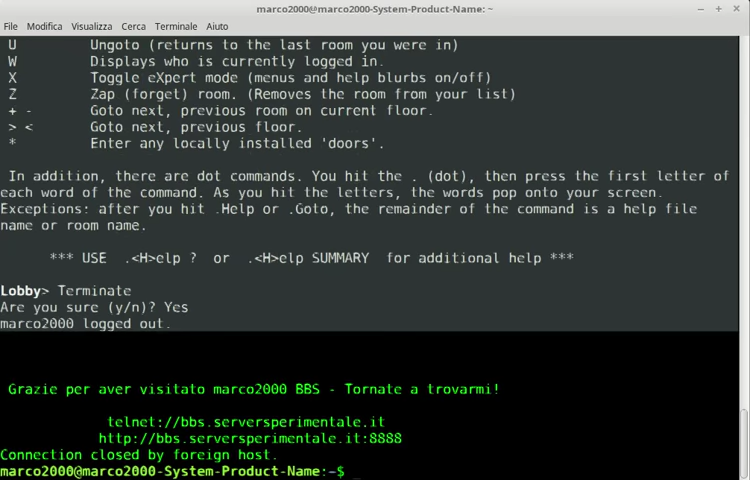 marco2000@marco2000-System-Product-Name: ~
File Modifica Visualizza Cerca Terminale Aiuto
U Ungoto (returns to the last room you were in)
W Displays who is currently logged in.
X Toggle eXpert mode (menus and help blurbs on/off)
Z Zap (forget) room. (Removes the room from your list)
+ - Goto next, previous room on current floor.
> < Goto next, previous floor.
* Enter any locally installed 'doors'.
In addition, there are dot commands. You hit the . (dot), then press the first letter of
each word of the command. As you hit the letters, the words pop onto your screen.
Exceptions: after you hit .Help or .Goto, the remainder of the command is a help file
name or room name.
*** USE .<H>elp ? or .<H>elp SUMMARY for additional help ***
Lobby> Terminate
Are you sure (y/n)? Yes
marco2000 logged out.
Grazie per aver visitato marco2000 BBS - Tornate a trovarmi!
telnet://bbs.serversperimentale.it
http://bbs.serversperimentale.it:8888
Connection closed by foreign host.
marco2000@marco2000-System-Product-Name:~$